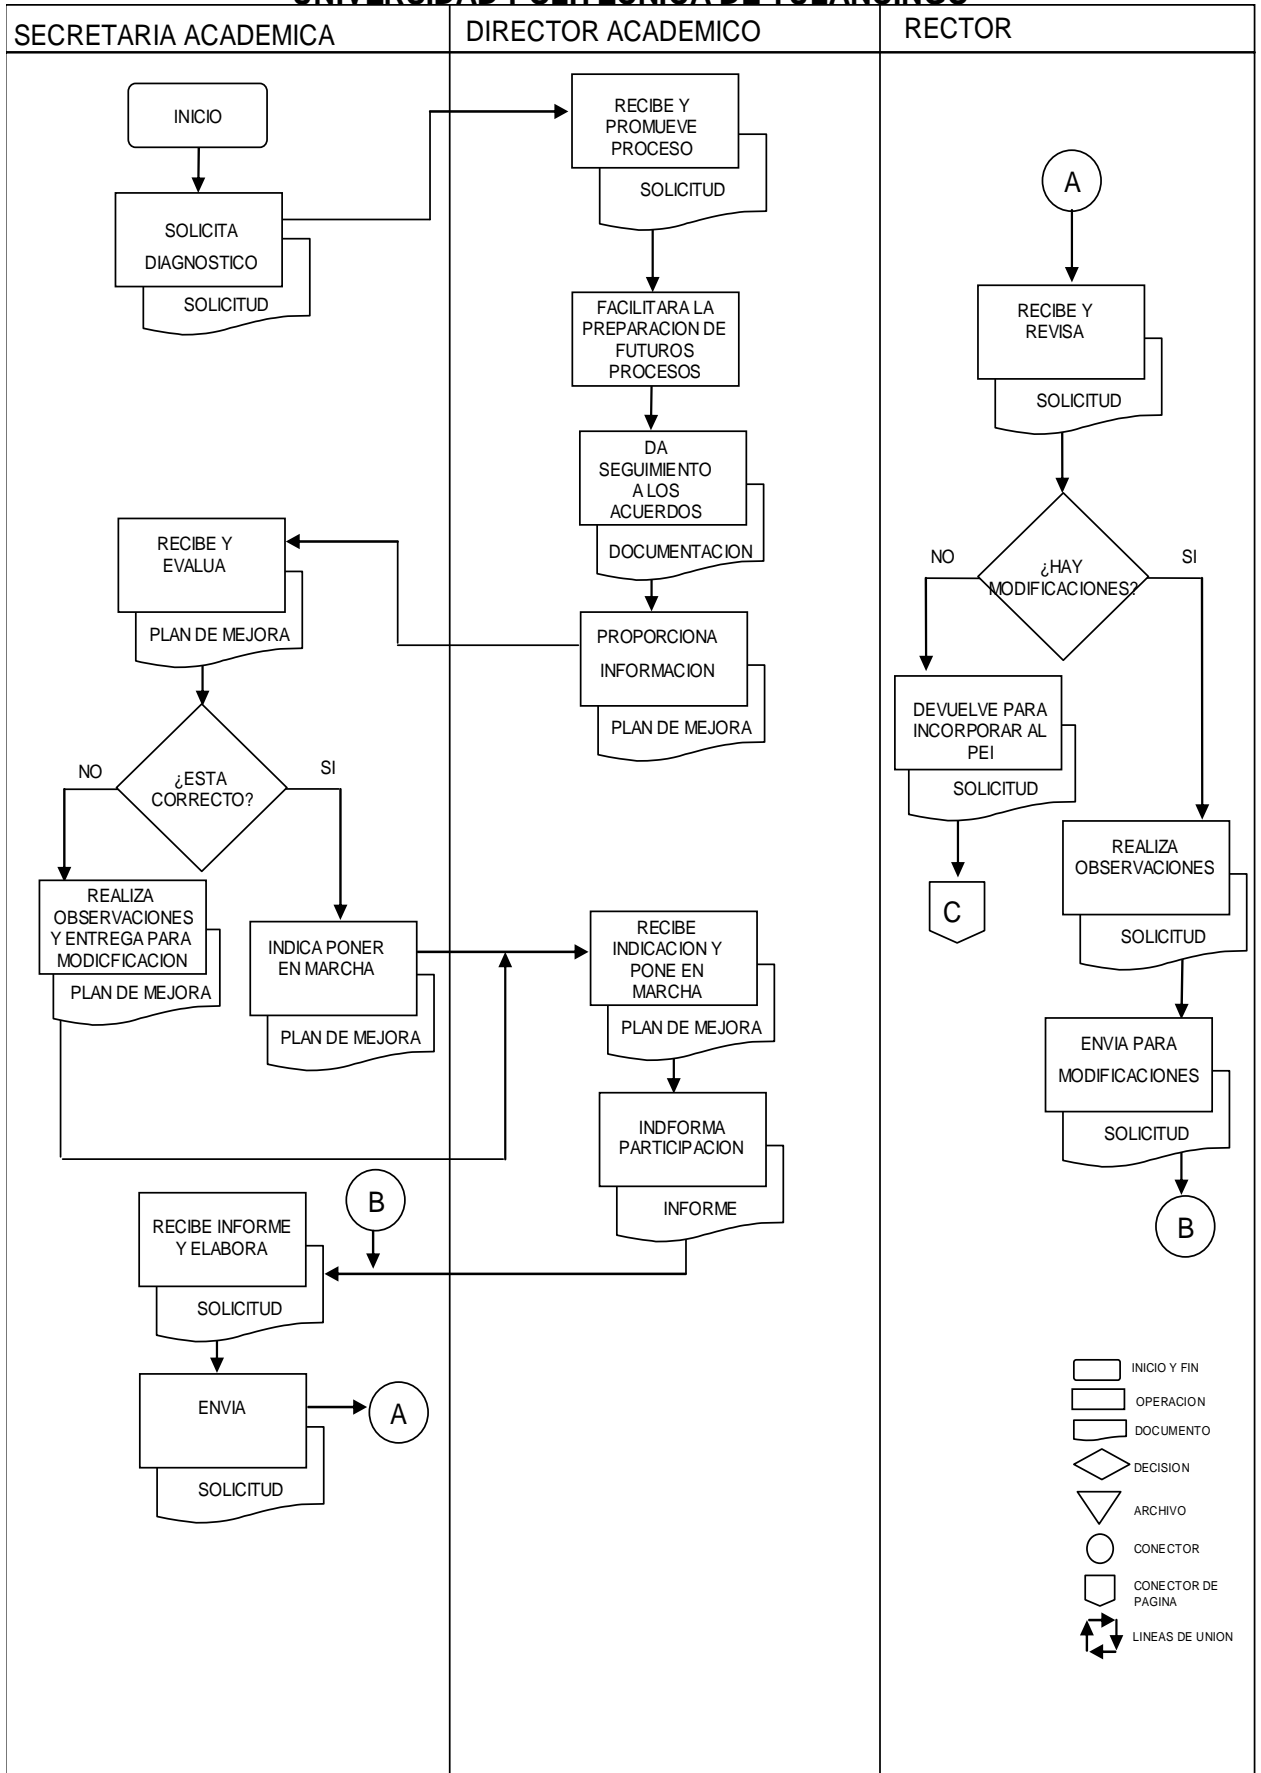 SECRETARIA ACADEMICA
DIRECTOR ACADEMICO
RECTOR
INICIO
SOLICITA
DIAGNOSTICO
SOLICITUD
RECIBE Y
PROMUEVE
PROCESO
SOLICITUD
FACILITARA LA
PREPARACION DE
FUTUROS
PROCESOS
DA
SEGUIMIENTO
A LOS
ACUERDOS
DOCUMENTACION
PROPORCIONA
INFORMACION
PLAN DE MEJORA
RECIBE Y
EVALUA
PLAN DE MEJORA
¿ESTA
CORRECTO?
NO
SI
REALIZA
OBSERVACIONES
Y ENTREGA PARA
MODICFICACION
PLAN DE MEJORA
INDICA PONER
EN MARCHA
PLAN DE MEJORA
RECIBE
INDICACION Y
PONE EN
MARCHA
PLAN DE MEJORA
INDFORMA
PARTICIPACION
INFORME
B
RECIBE INFORME
Y ELABORA
SOLICITUD
ENVIA
SOLICITUD
A
A
RECIBE Y
REVISA
SOLICITUD
¿HAY
MODIFICACIONES?
NO
SI
DEVUELVE PARA
INCORPORAR AL
PEI
SOLICITUD
C
REALIZA
OBSERVACIONES
SOLICITUD
ENVIA PARA
MODIFICACIONES
SOLICITUD
B
INICIO Y FIN
OPERACION
DOCUMENTO
DECISION
ARCHIVO
CONECTOR
CONECTOR DE
PAGINA
LINEAS DE UNION